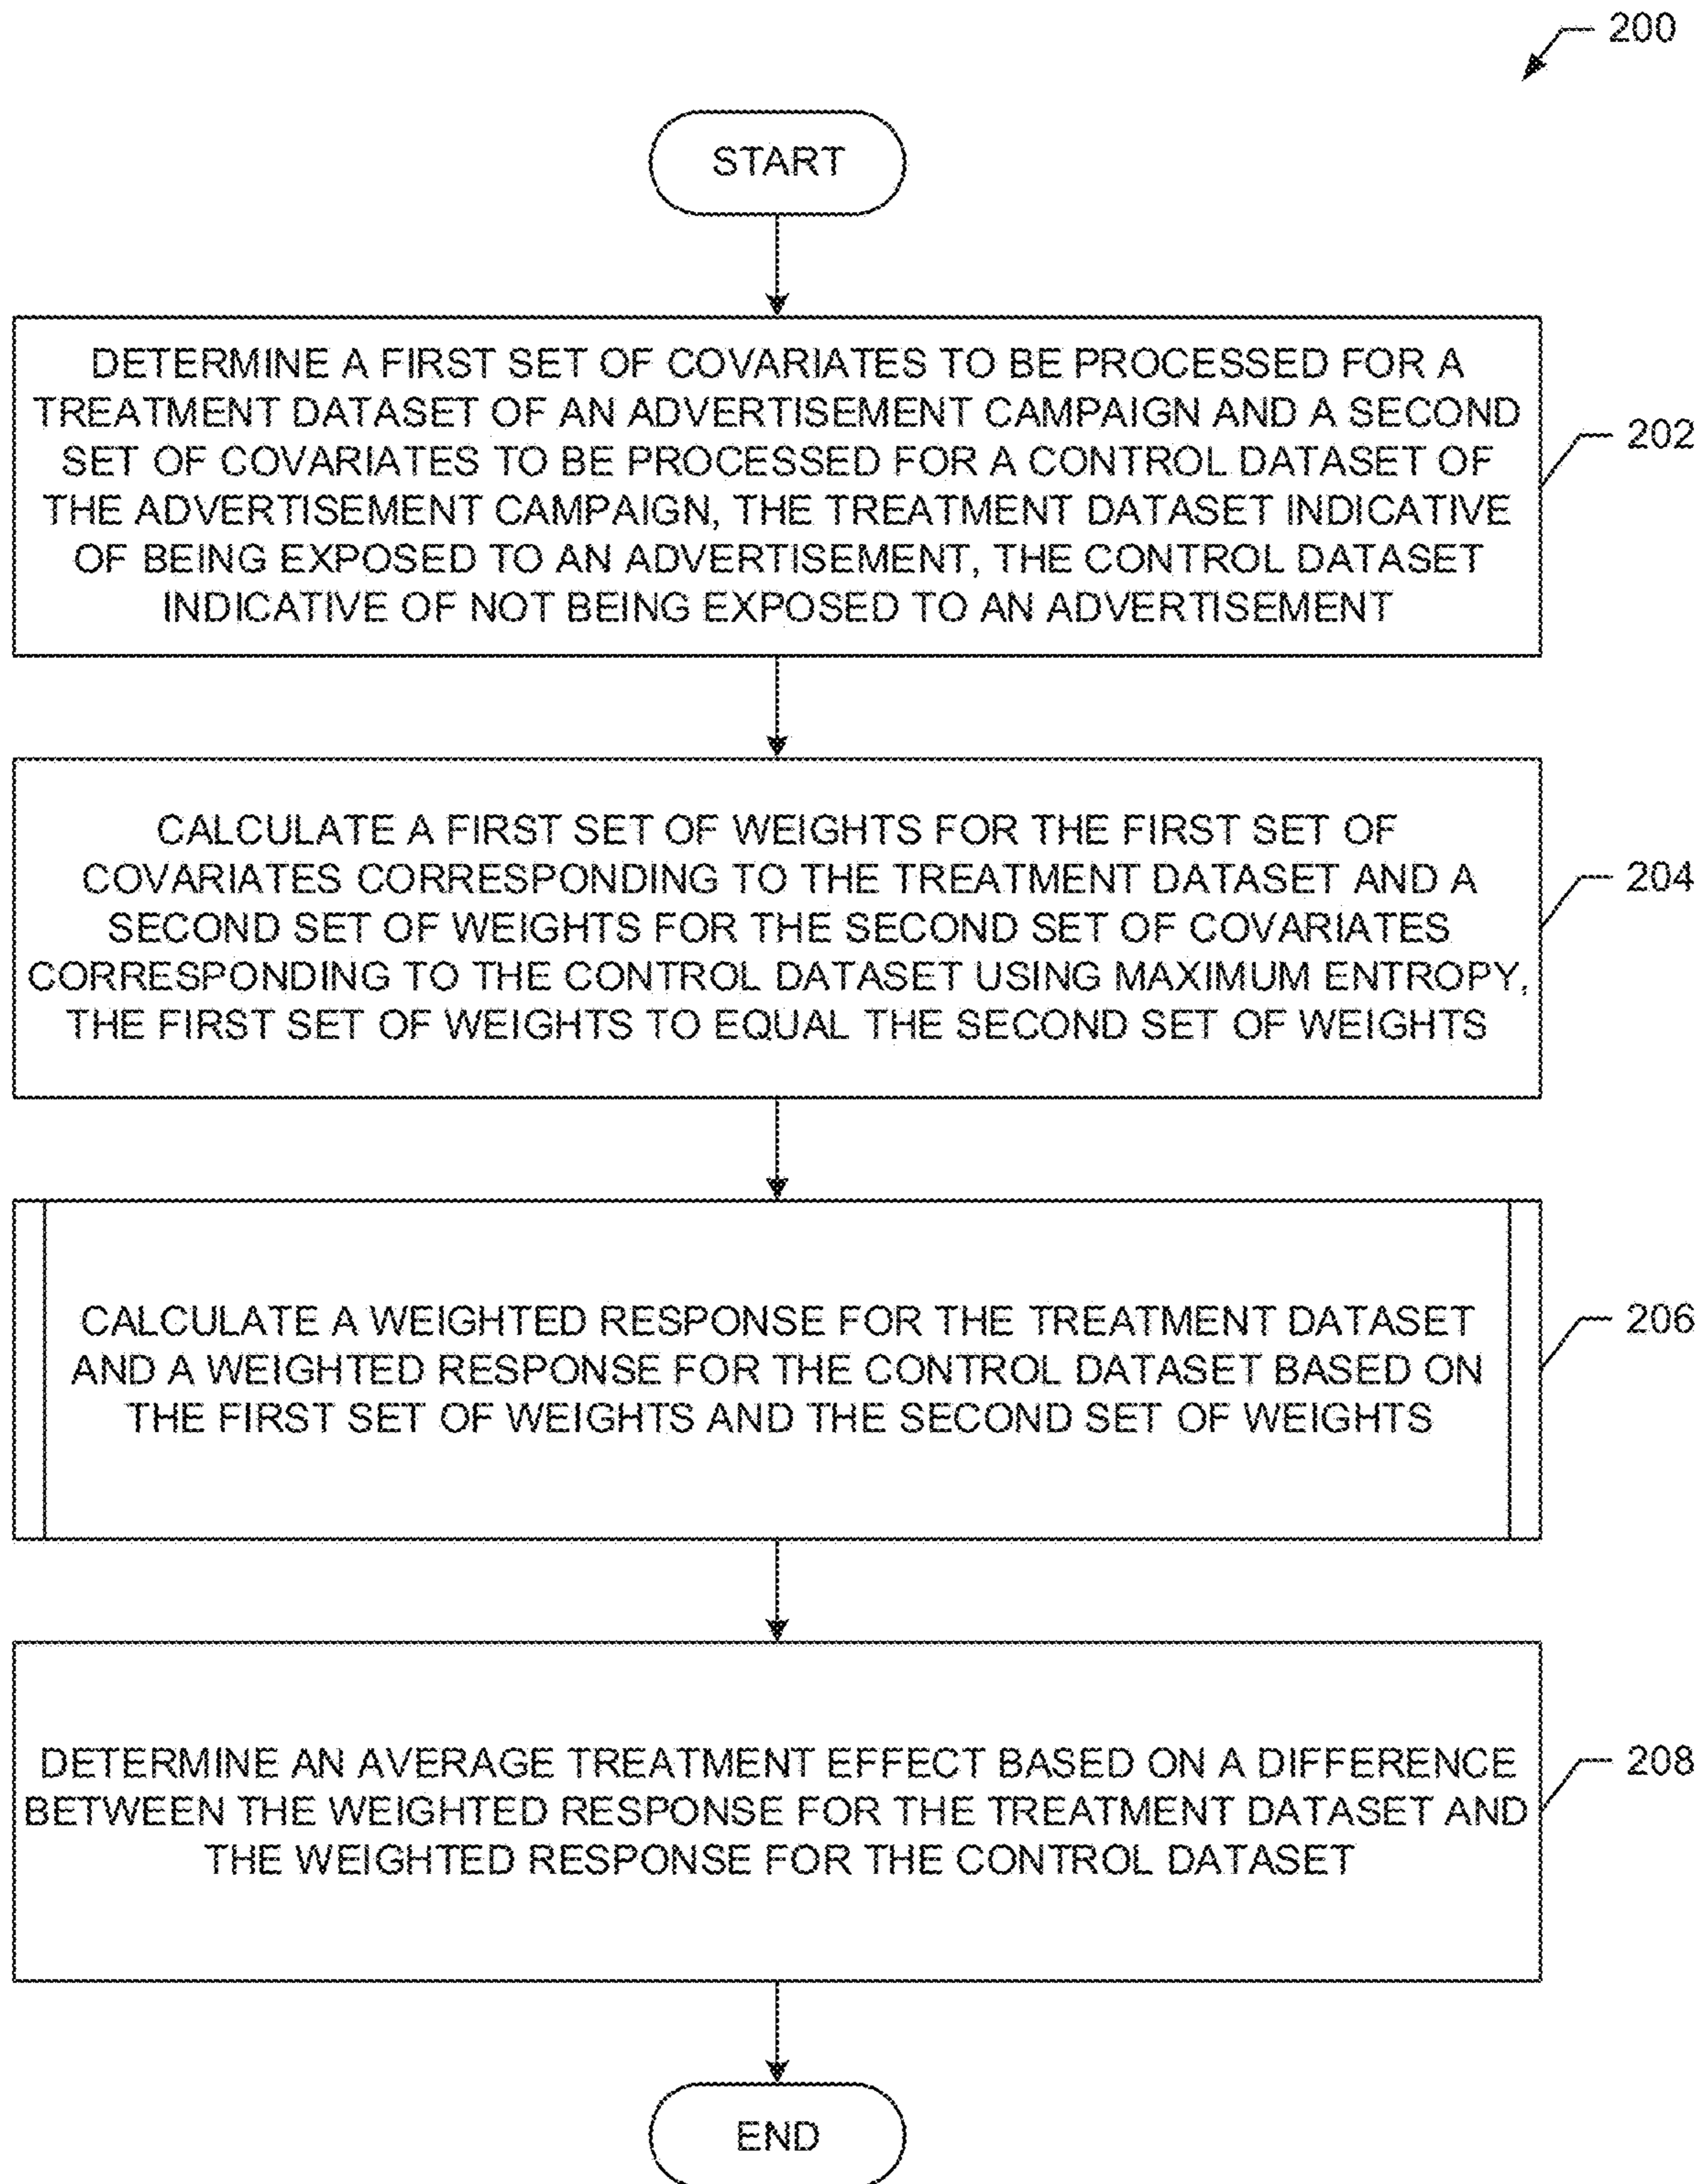 200
START
DETERMINE A FIRST SET OF COVARIATES TO BE PROCESSED FOR A
TREATMENT DATASET OF AN ADVERTISEMENT CAMPAIGN AND A SECOND
SET OF COVARIATES TO BE PROCESSED FOR A CONTROL DATASET OF
THE ADVERTISEMENT CAMPAIGN, THE TREATMENT DATASET INDICATIVE
OF BEING EXPOSED TO AN ADVERTISEMENT, THE CONTROL DATASET
INDICATIVE OF NOT BEING EXPOSED TO AN ADVERTISEMENT
202
CALCULATE A FIRST SET OF WEIGHTS FOR THE FIRST SET OF
COVARIATES CORRESPONDING TO THE TREATMENT DATASET AND A
SECOND SET OF WEIGHTS FOR THE SECOND SET OF COVARIATES
CORRESPONDING TO THE CONTROL DATASET USING MAXIMUM ENTROPY,
THE FIRST SET OF WEIGHTS TO EQUAL THE SECOND SET OF WEIGHTS
204
CALCULATE A WEIGHTED RESPONSE FOR THE TREATMENT DATASET
AND A WEIGHTED RESPONSE FOR THE CONTROL DATASET BASED ON
THE FIRST SET OF WEIGHTS AND THE SECOND SET OF WEIGHTS
206
DETERMINE AN AVERAGE TREATMENT EFFECT BASED ON A DIFFERENCE
BETWEEN THE WEIGHTED RESPONSE FOR THE TREATMENT DATASET AND
THE WEIGHTED RESPONSE FOR THE CONTROL DATASET
208
END